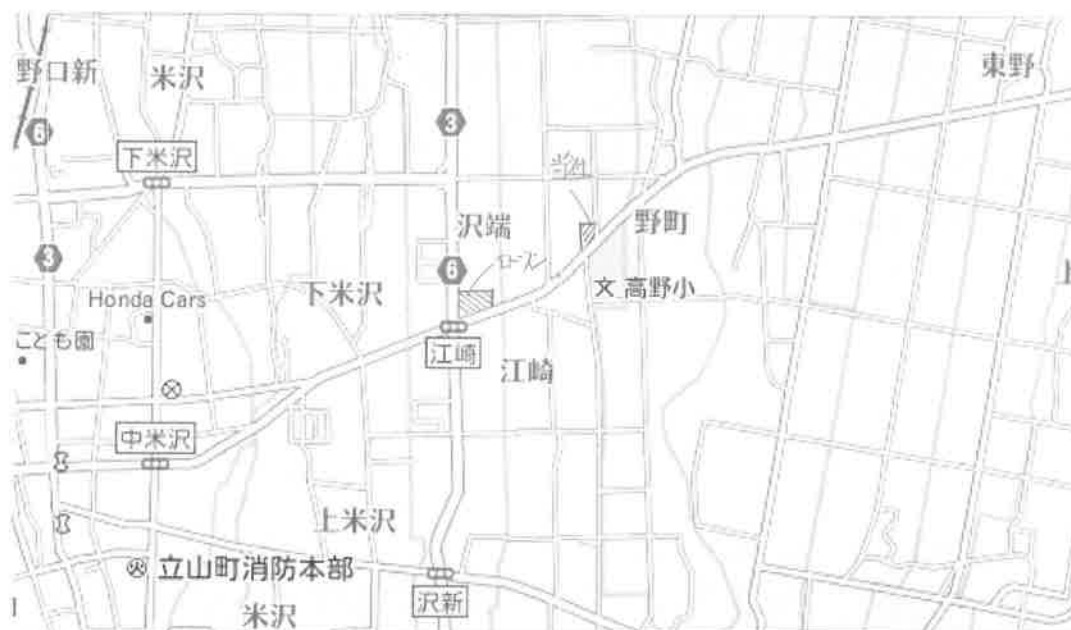 野口新
米沢
東野
6
3
下米沢
当社
沢端
野町
3
6
ローソン
文 高野小
Honda Cars
下米沢
こども園
江崎
江崎
中米沢
上米沢
立山町消防本部
沢新
米沢